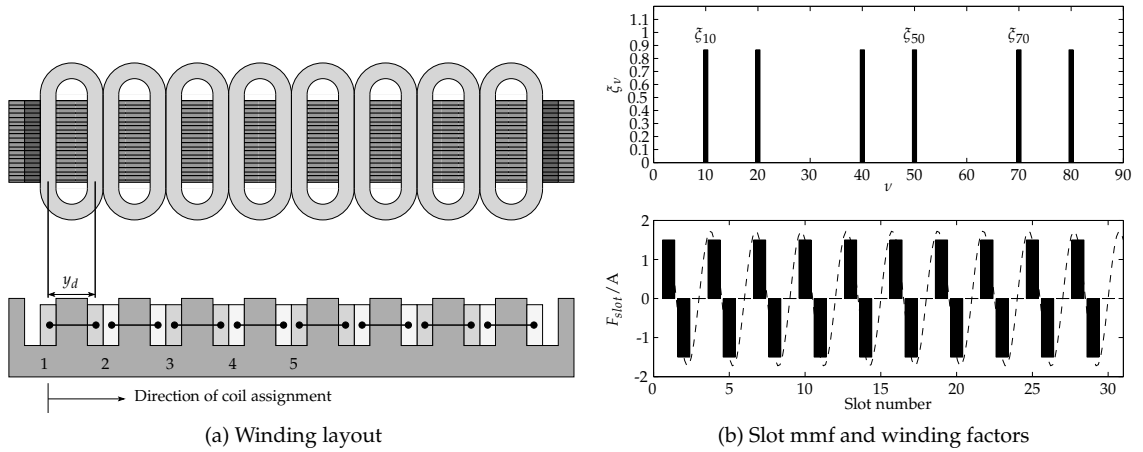 y_d
1 2 3 4 5
Direction of coil assignment
(a) Winding layout
ξ_10 ξ_50 ξ_70
1.1
1
0.9
0.8
0.7
0.6
0.5
0.4
0.3
0.2
0.1
0
ξ_ν
10 20 30 40 50 60 70 80 90
ν
2
1
0
-1
-2
F_slot / A
0 5 10 15 20 25 30
Slot number
(b) Slot mmf and winding factors